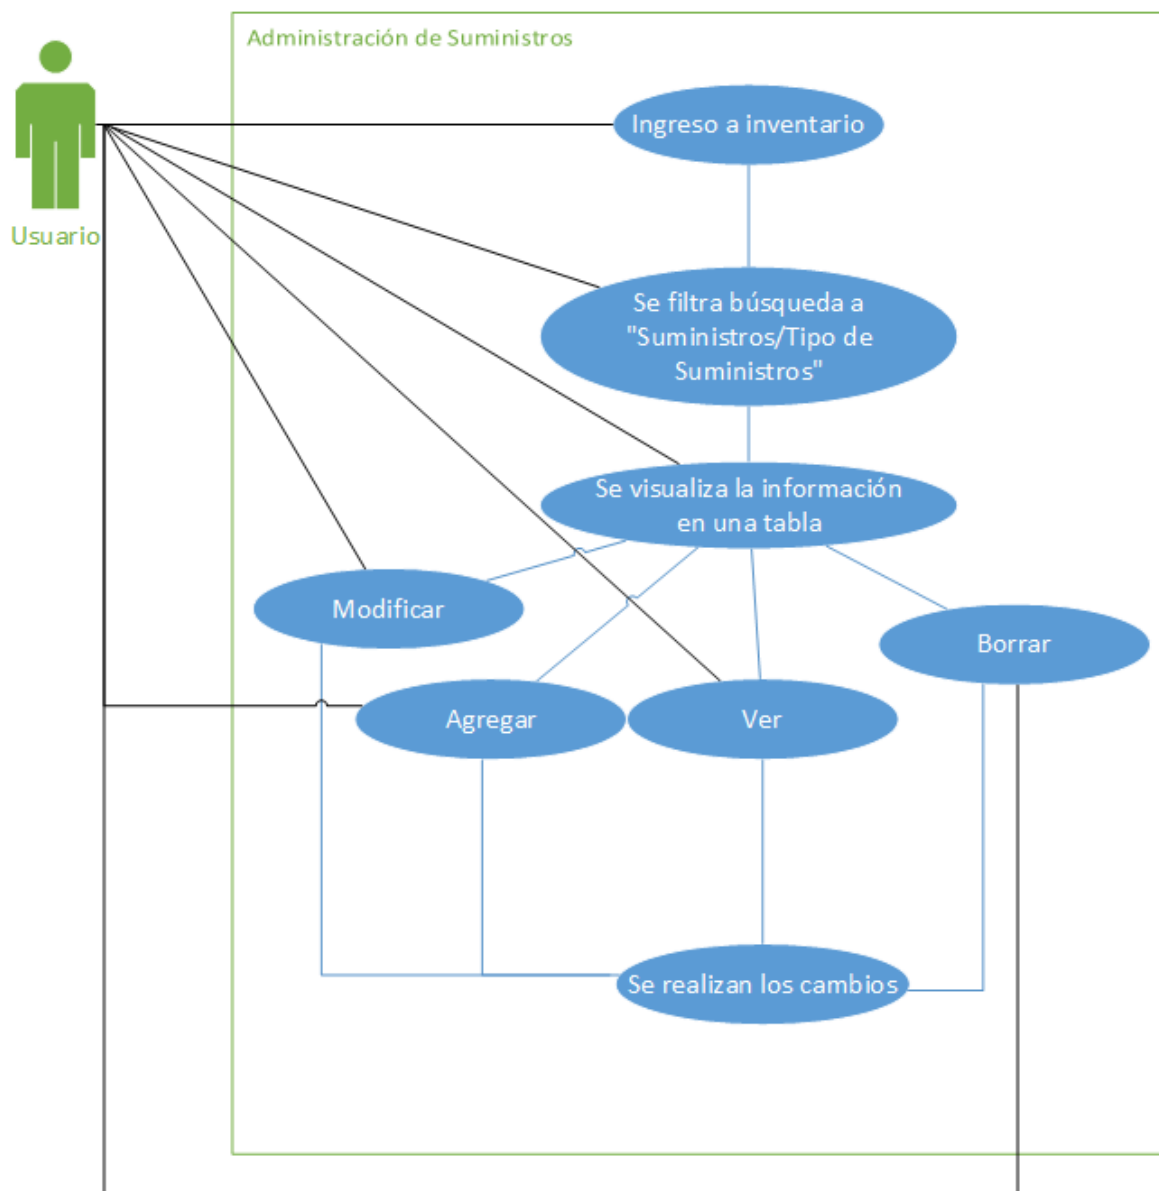 Administración de Suministros
Usuario
Ingreso a inventario
Se filtra búsqueda a
"Suministros/Tipo de
Suministros"
Se visualiza la información
en una tabla
Modificar
Borrar
Agregar
Ver
Se realizan los cambios